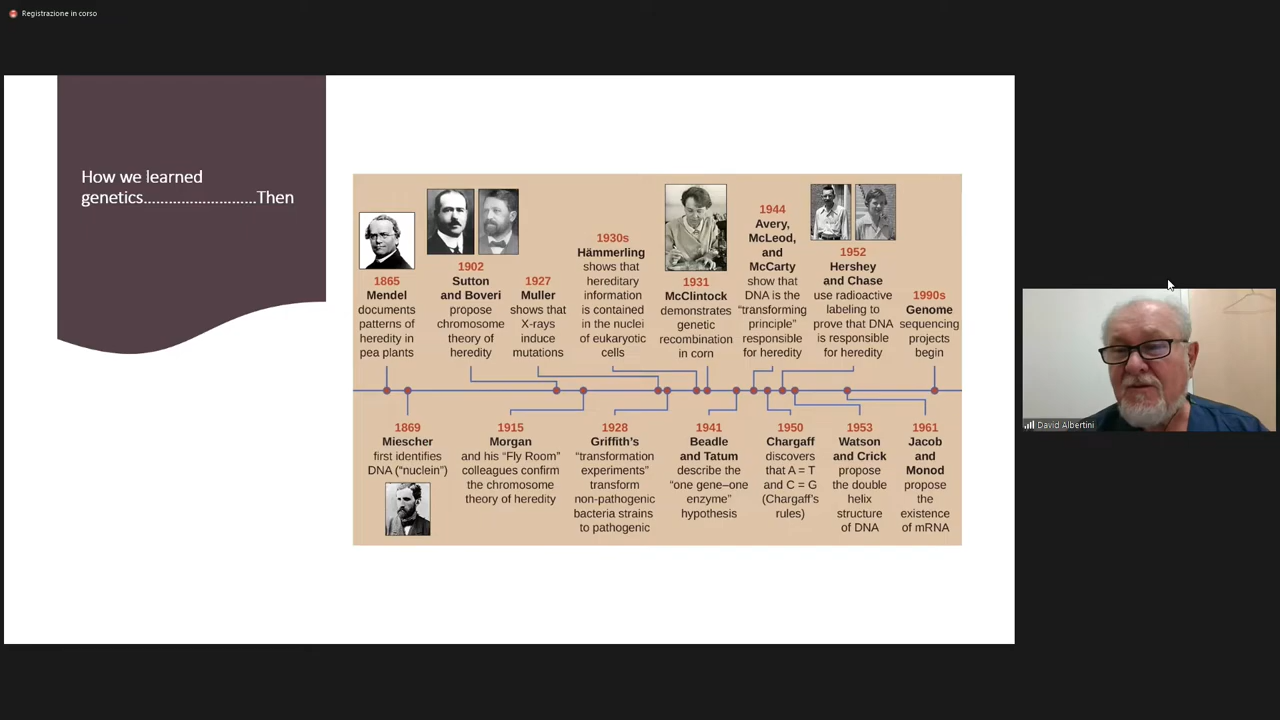 Registrazione in corso
How we learned
genetics...........................Then
1865
Mendel
documents
patterns of
heredity in
pea plants
1902
Sutton
and Boveri
propose
chromosome
theory of
heredity
1927
Muller
shows that
X-rays
induce
mutations
1930s
Hämmerling
shows that
hereditary
information
is contained
in the nuclei
of eukaryotic
cells
1931
McClintock
demonstrates
genetic
recombination
in corn
1944
Avery,
McLeod,
and
McCarty
show that
DNA is the
“transforming
principle”
responsible
for heredity
1952
Hershey
and Chase
use radioactive
labeling to
prove that DNA
is responsible
for heredity
1990s
Genome
sequencing
projects
begin
1869
Miescher
first identifies
DNA (“nuclein”)
1915
Morgan
and his “Fly Room”
colleagues confirm
the chromosome
theory of heredity
1928
Griffith’s
“transformation
experiments”
transform
non-pathogenic
bacteria strains
to pathogenic
1941
Beadle
and Tatum
describe the
“one gene–one
enzyme”
hypothesis
1950
Chargaff
discovers
that A = T
and C = G
(Chargaff’s
rules)
1953
Watson
and Crick
propose
the double
helix
structure
of DNA
1961
Jacob
and
Monod
propose
the
existence
of mRNA
David Albertini